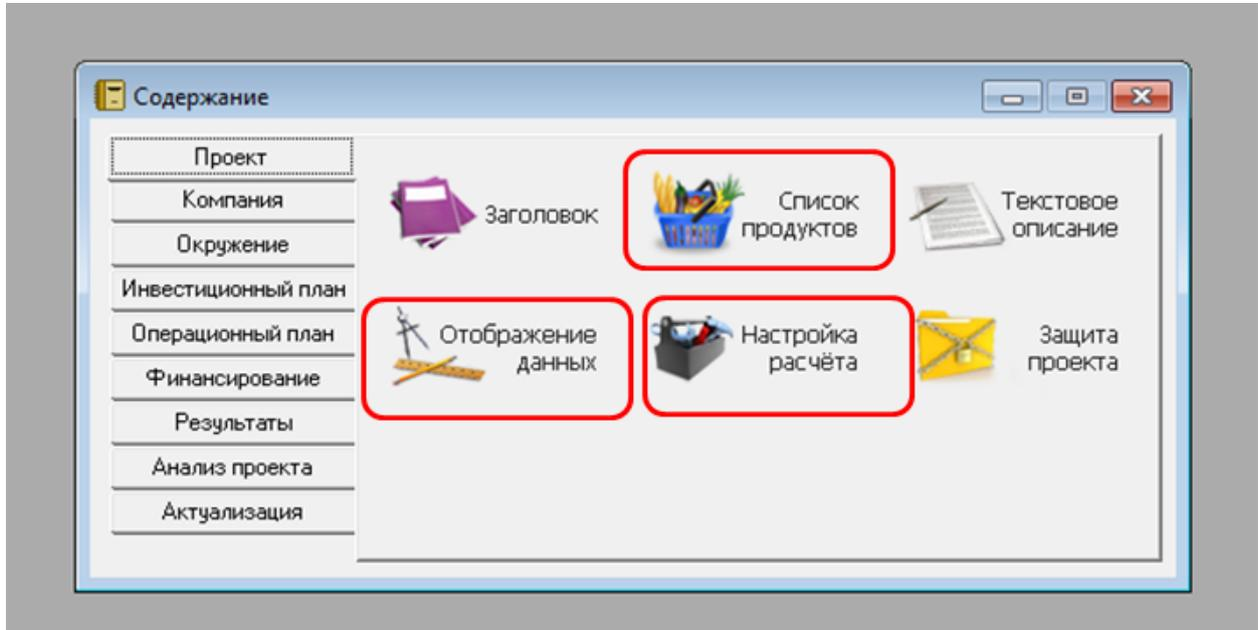 Содержание
Проект
Компания
Окружение
Инвестиционный план
Операционный план
Финансирование
Результаты
Анализ проекта
Актуализация
Заголовок
Список
продуктов
Текстовое
описание
Отображение
данных
Настройка
расчёта
Защита
проекта